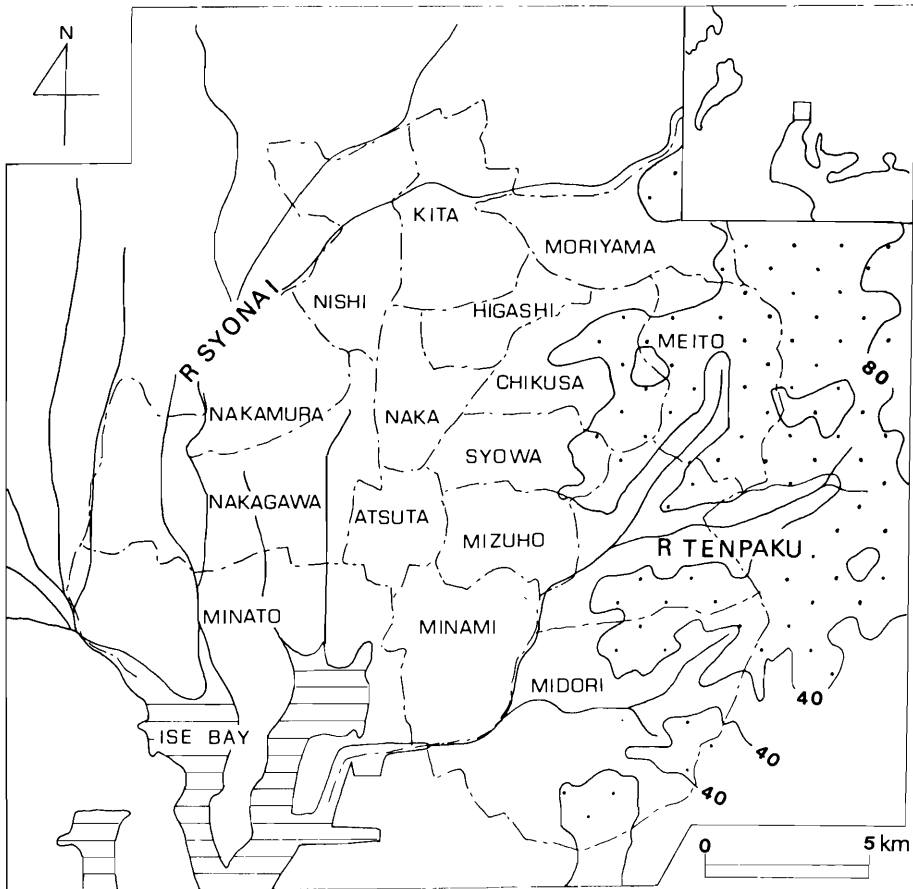 N
KITA
MORIYAMA
R SYONAI
NISHI
HIGASHI
MEITO
80
CHIKUSA
NAKAMURA
NAKA
SYOWA
NAKAGAWA
ATSUTA
MIZUHO
R TENPAKU
MINATO
MINAMI
MIDORI
40
ISE BAY
40
40
0 5 km